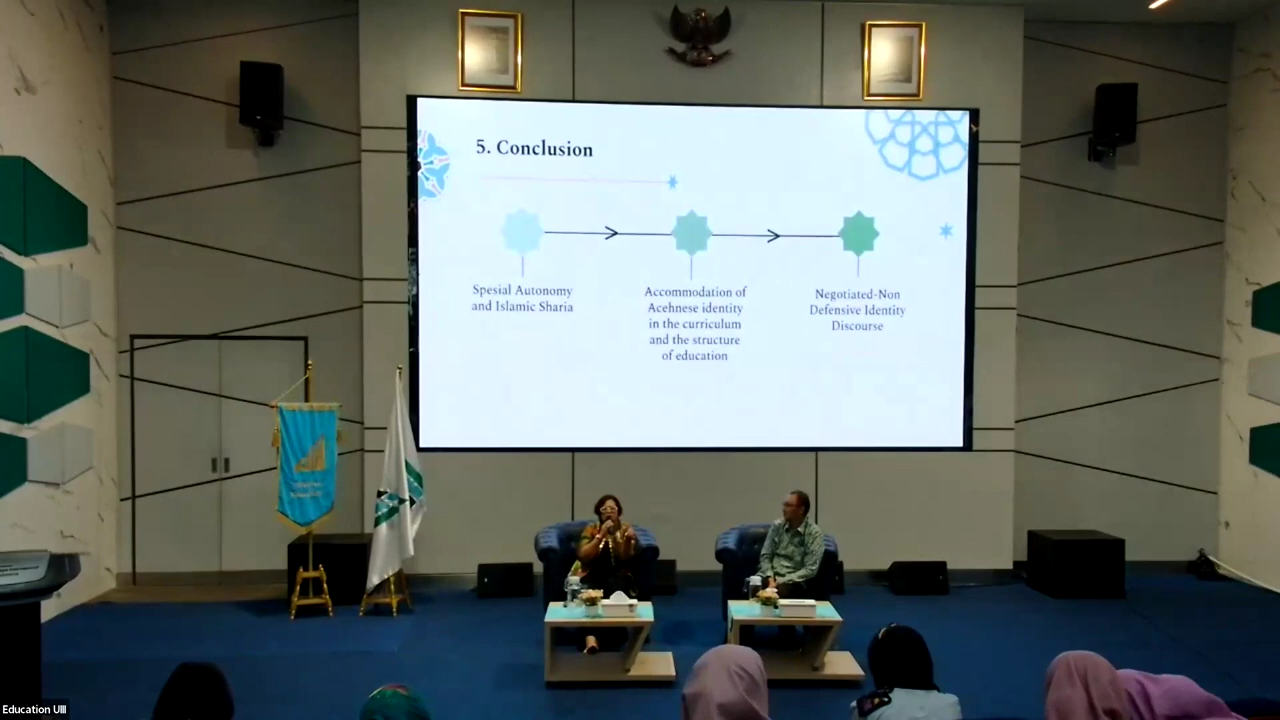 5. Conclusion
Spesial Autonomy
and Islamic Sharia
Accommodation of
Acehnese identity
in the curriculum
and the structure
of education
Negotiated-Non
Defensive Identity
Discourse
Education UIII